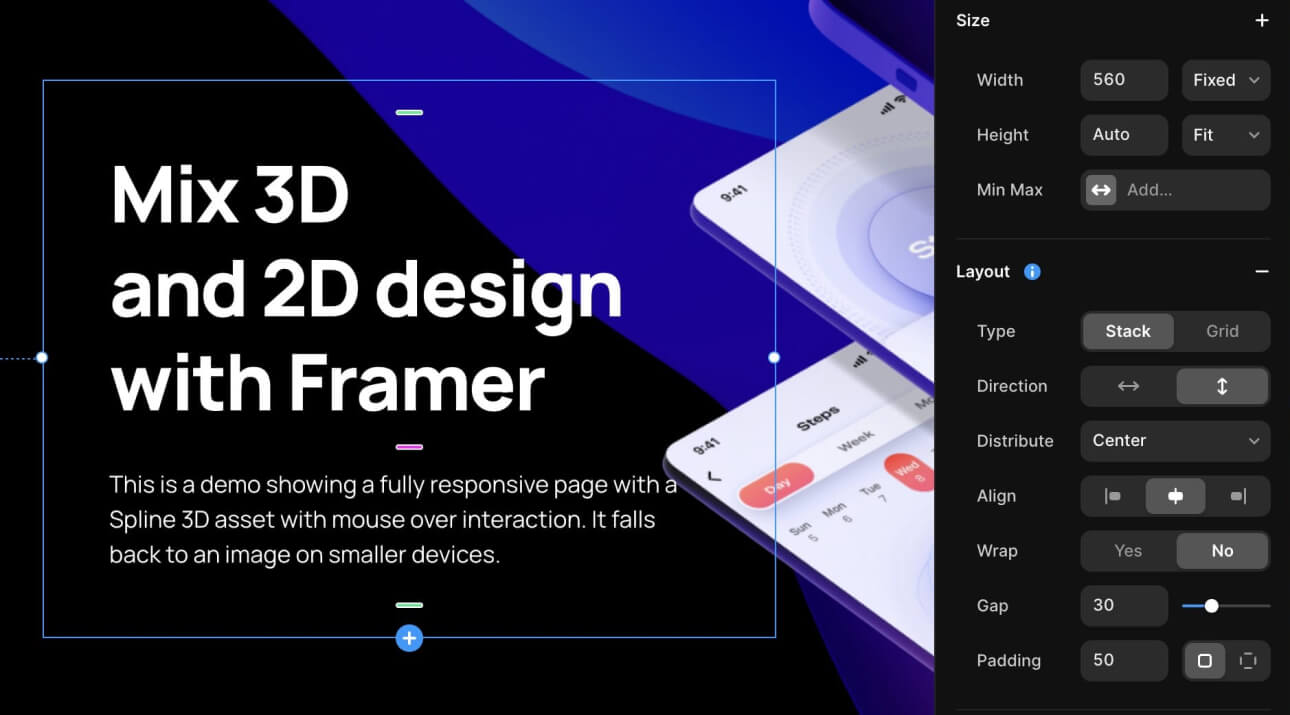 Mix 3D
and 2D design
with Framer
This is a demo showing a fully responsive page with a
Spline 3D asset with mouse over interaction. It falls
back to an image on smaller devices.
9:41
9:41
Steps
Day
Week
Sun
5
Mon
6
Tue
7
Wed
8
Size
Width 560 Fixed
Height Auto Fit
Min Max Add...
Layout
Type Stack Grid
Direction
Distribute Center
Align
Wrap Yes No
Gap 30
Padding 50